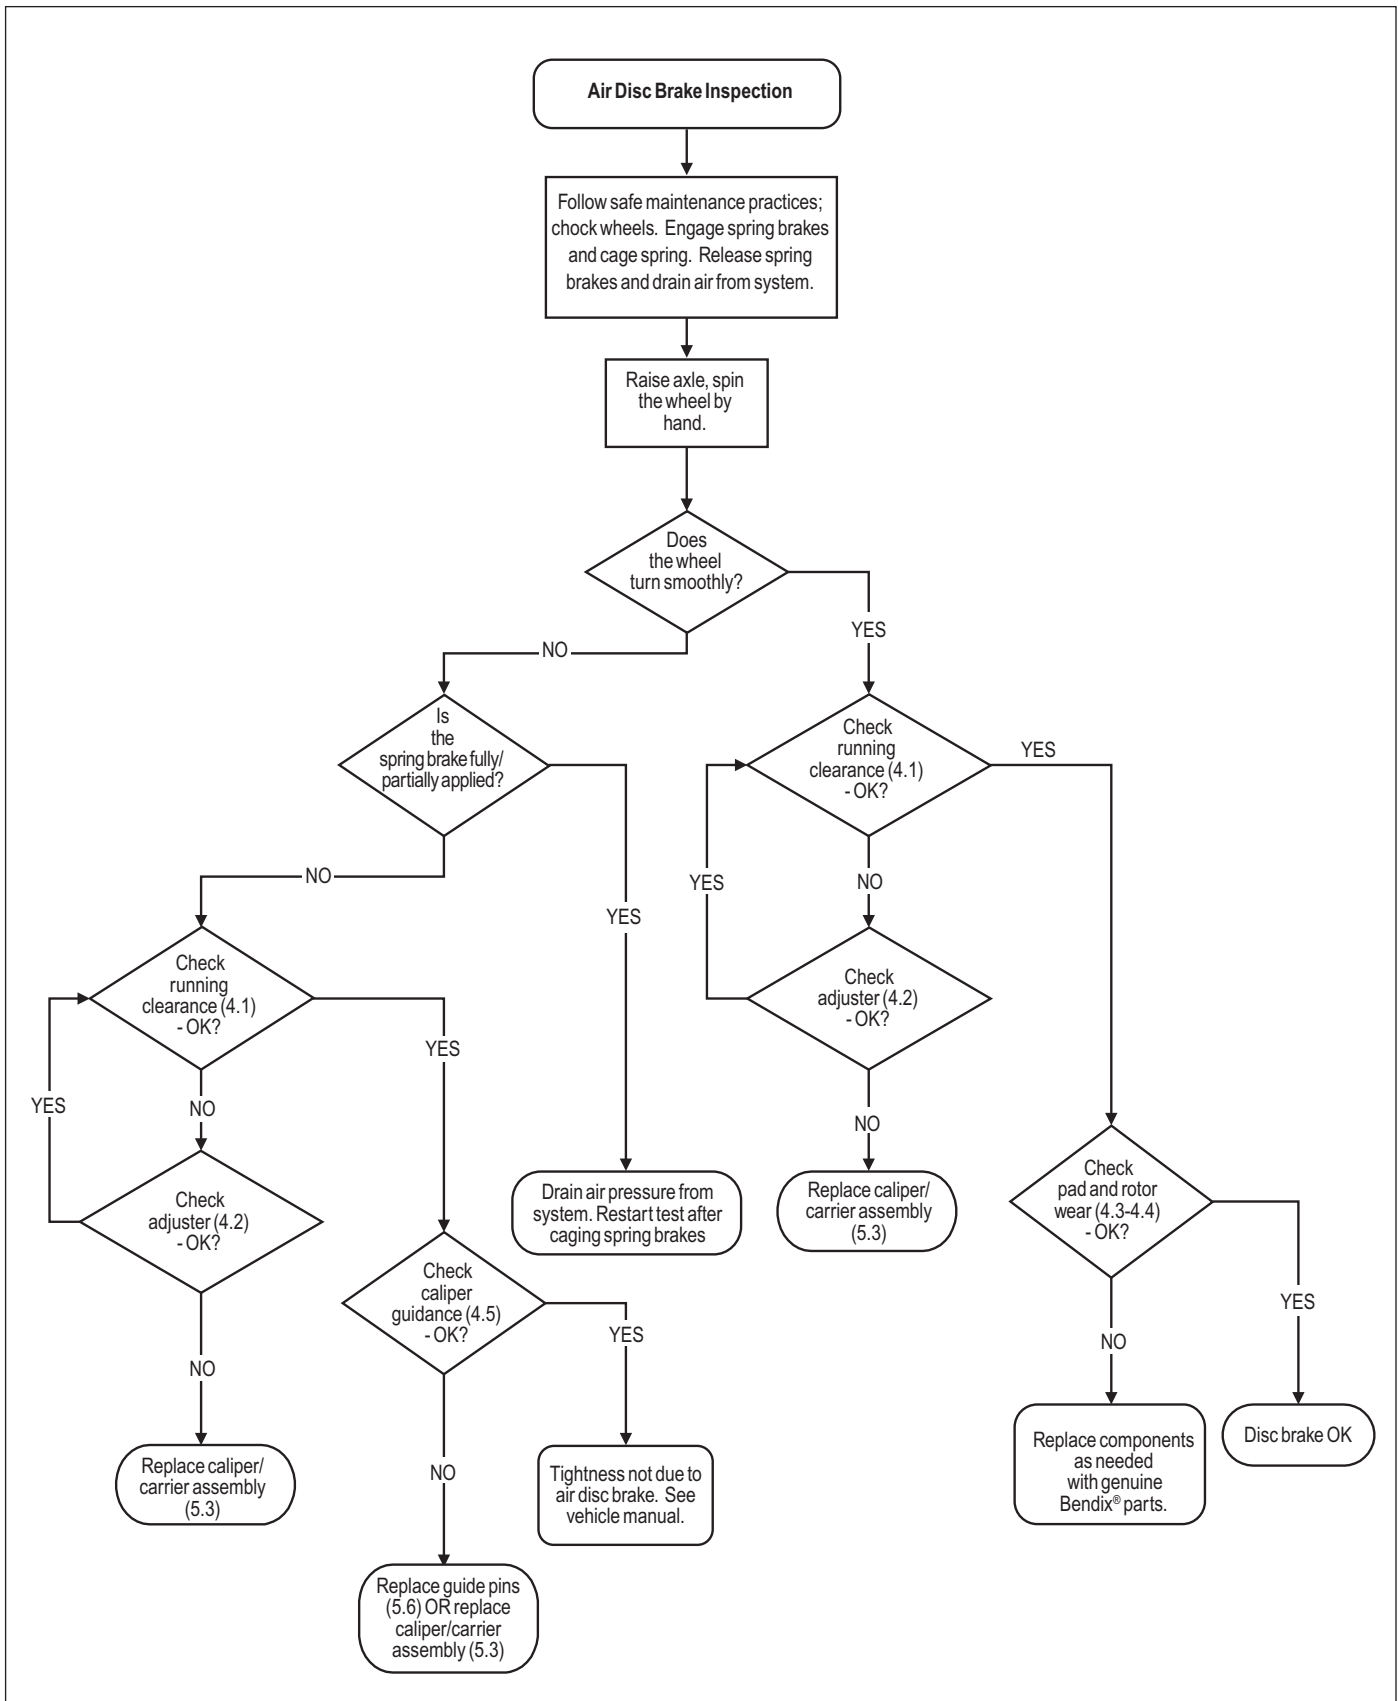 Air Disc Brake Inspection
Follow safe maintenance practices;
chock wheels. Engage spring brakes
and cage spring. Release spring
brakes and drain air from system.
Raise axle, spin
the wheel by
hand.
Does
the wheel
turn smoothly?
NO
YES
Is
the
spring brake fully/
partially applied?
Check
running
clearance (4.1)
- OK?
YES
NO
YES
NO
YES
Check
running
clearance (4.1)
- OK?
Check
adjuster (4.2)
- OK?
YES
YES
NO
NO
Check
adjuster (4.2)
- OK?
Drain air pressure from
system. Restart test after
caging spring brakes
Replace caliper/
carrier assembly
(5.3)
Check
pad and rotor
wear (4.3-4.4)
- OK?
Check
caliper
guidance (4.5)
- OK?
YES
YES
NO
NO
Replace caliper/
carrier assembly
(5.3)
NO
Tightness not due to
air disc brake. See
vehicle manual.
Replace components
as needed
with genuine
Bendix® parts.
Disc brake OK
Replace guide pins
(5.6) OR replace
caliper/carrier
assembly (5.3)